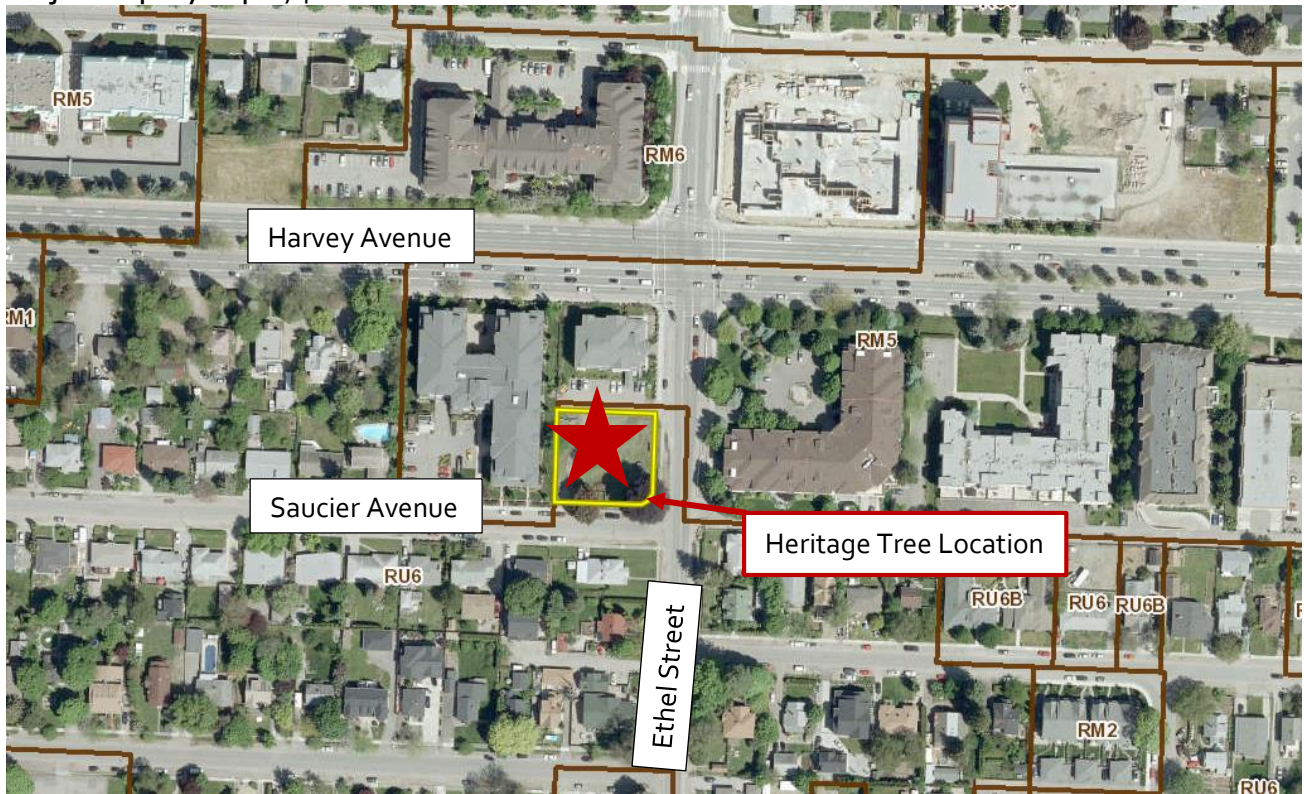 RM5
RM6
Harvey Avenue
RM1
RM5
Saucier Avenue
Heritage Tree Location
RU6
RU6B
RU6
RU6B
Ethel Street
RM2
RU6